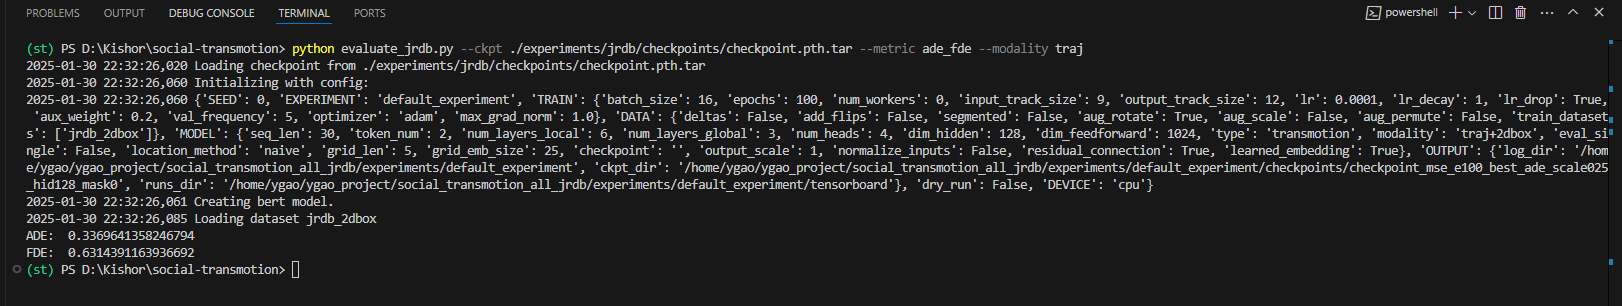 PROBLEMS OUTPUT DEBUG CONSOLE TERMINAL PORTS powershell
(st) PS D:\Kishor\social-transmotion> python evaluate_jrdb.py --ckpt ./experiments/jrdb/checkpoints/checkpoint.pth.tar --metric ade_fde --modality traj
2025-01-30 22:32:26,020 Loading checkpoint from ./experiments/jrdb/checkpoints/checkpoint.pth.tar
2025-01-30 22:32:26,060 Initializing with config:
2025-01-30 22:32:26,060 {'SEED': 0, 'EXPERIMENT': 'default_experiment', 'TRAIN': {'batch_size': 16, 'epochs': 100, 'num_workers': 0, 'input_track_size': 9, 'output_track_size': 12, 'lr': 0.0001, 'lr_decay': 1, 'lr_drop': True,
'aux_weight': 0.2, 'val_frequency': 5, 'optimizer': 'adam', 'max_grad_norm': 1.0}, 'DATA': {'deltas': False, 'add_flips': False, 'segmented': False, 'aug_rotate': True, 'aug_scale': False, 'aug_permute': False, 'train_dataset
s': ['jrdb_2dbox']}, 'MODEL': {'seq_len': 30, 'token_num': 2, 'num_layers_local': 6, 'num_layers_global': 3, 'num_heads': 4, 'dim_hidden': 128, 'dim_feedforward': 1024, 'type': 'transmotion', 'modality': 'traj+2dbox', 'eval_si
ngle': False, 'location_method': 'naive', 'grid_len': 5, 'grid_emb_size': 25, 'checkpoint': '', 'output_scale': 1, 'normalize_inputs': False, 'residual_connection': True, 'learned_embedding': True}, 'OUTPUT': {'log_dir': '/hom
e/ygao/ygao_project/social_transmotion_all_jrdb/experiments/default_experiment', 'ckpt_dir': '/home/ygao/ygao_project/social_transmotion_all_jrdb/experiments/default_experiment/checkpoints/checkpoint_mse_e100_best_ade_scale025
_hid128_mask0', 'runs_dir': '/home/ygao/ygao_project/social_transmotion_all_jrdb/experiments/default_experiment/tensorboard'}, 'dry_run': False, 'DEVICE': 'cpu'}
2025-01-30 22:32:26,061 Creating bert model.
2025-01-30 22:32:26,085 Loading dataset jrdb_2dbox
ADE:  0.3369641358246794
FDE:  0.6314391163936692
(st) PS D:\Kishor\social-transmotion>